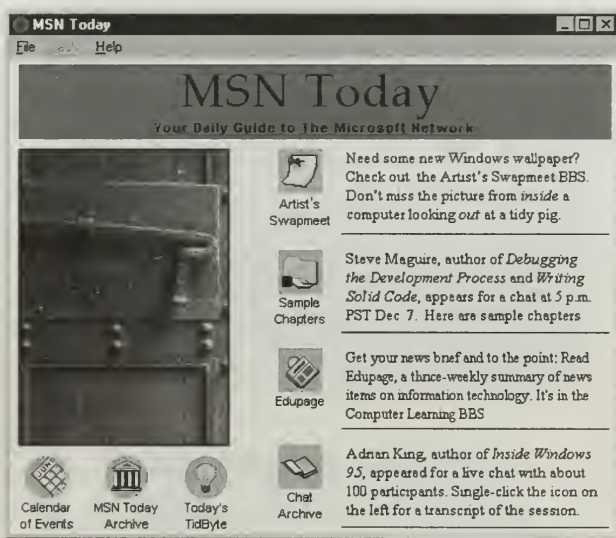 MSN Today
File
Help
MSN Today
Your Daily Guide to The Microsoft Network
Artist's
Swapmeet
Need some new Windows wallpaper?
Check out the Artist's Swapmeet BBS.
Don't miss the picture from inside a
computer looking out at a tidy pig.
Sample
Chapters
Steve Maguire, author of Debugging
the Development Process and Writing
Solid Code, appears for a chat at 5 p.m.
PST Dec 7. Here are sample chapters
Edupage
Get your news brief and to the point: Read
Edupage, a thrice-weekly summary of news
items on information technology. It's in the
Computer Learning BBS
Chat
Archive
Adnan King, author of Inside Windows
95, appeared for a live chat with about
100 participants. Single-click the icon on
the left for a transcript of the session.
Calendar
of Events
MSN Today
Archive
Today's
TidByte